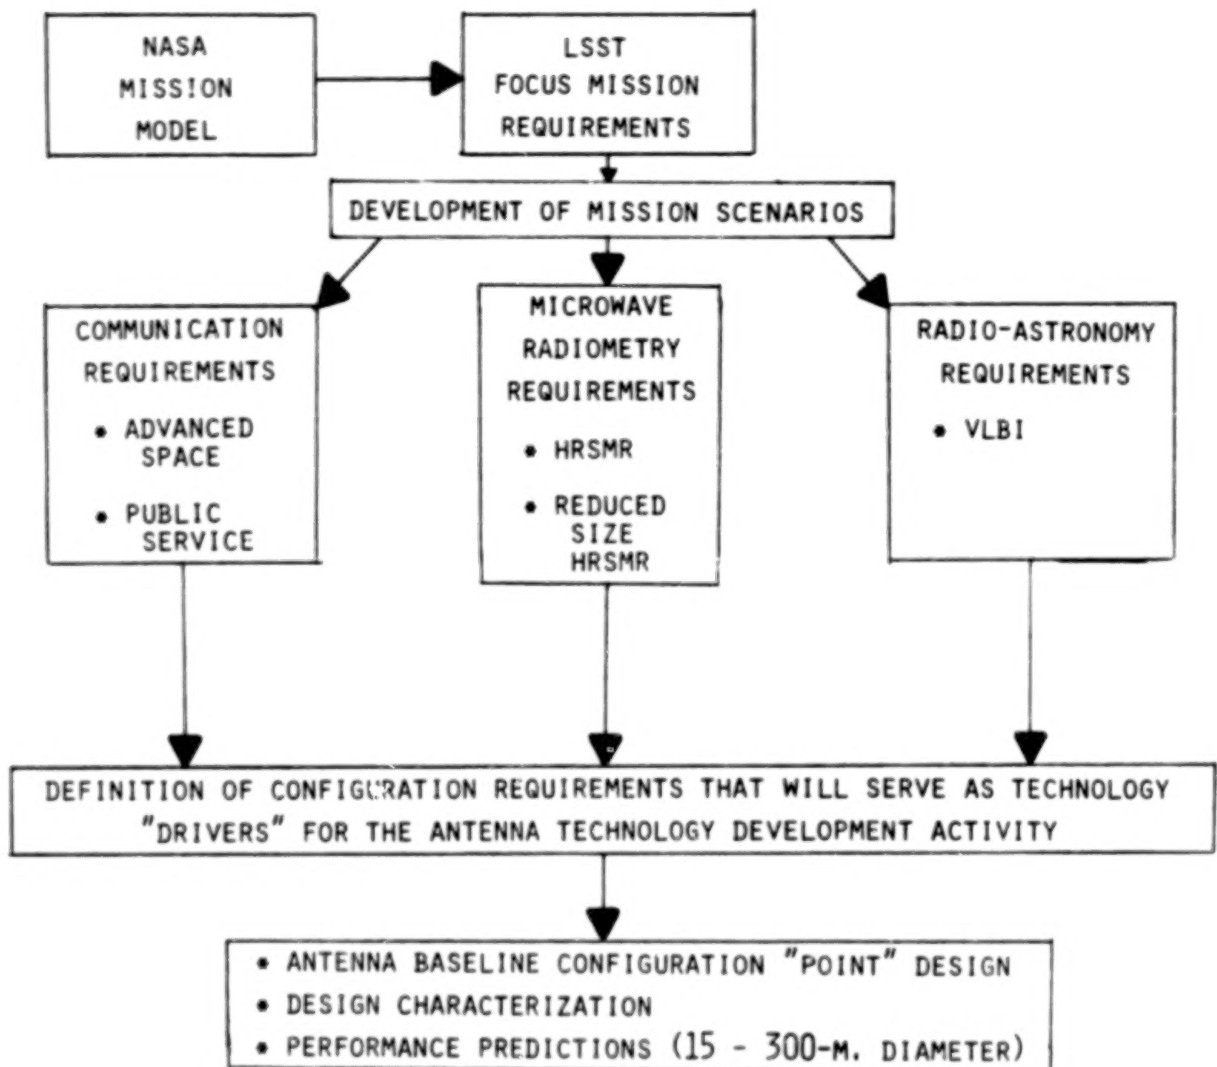 NASA
MISSION
MODEL
LSST
FOCUS MISSION
REQUIREMENTS
DEVELOPMENT OF MISSION SCENARIOS
COMMUNICATION
REQUIREMENTS
• ADVANCED
SPACE
• PUBLIC
SERVICE
MICROWAVE
RADIOMETRY
REQUIREMENTS
• HRSMR
• REDUCED
SIZE
HRSMR
RADIO-ASTRONOMY
REQUIREMENTS
• VLBI
DEFINITION OF CONFIGURATION REQUIREMENTS THAT WILL SERVE AS TECHNOLOGY
"DRIVERS" FOR THE ANTENNA TECHNOLOGY DEVELOPMENT ACTIVITY
• ANTENNA BASELINE CONFIGURATION "POINT" DESIGN
• DESIGN CHARACTERIZATION
• PERFORMANCE PREDICTIONS (15 - 300-M. DIAMETER)